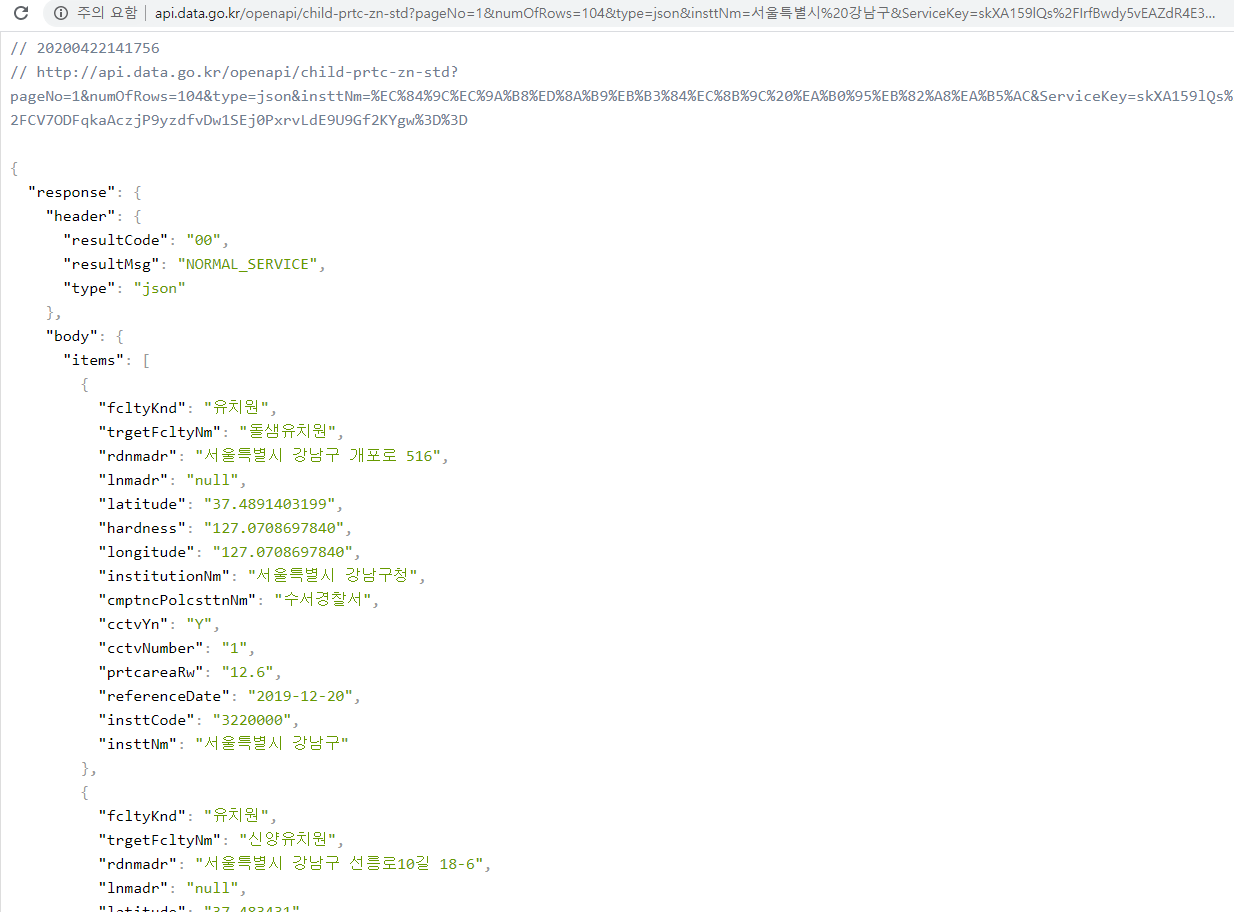 주의 요함 | api.data.go.kr/openapi/child-prtc-zn-std?pageNo=1&numOfRows=104&type=json&insttNm=서울특별시%20강남구&ServiceKey=skXA159lQs%2FIrfBwdy5vEAZdR4E3...
// 20200422141756
// http://api.data.go.kr/openapi/child-prtc-zn-std?
pageNo=1&numOfRows=104&type=json&insttNm=%EC%84%9C%EC%9A%B8%ED%8A%B9%EB%B3%84%EC%8B%9C%20%EA%B0%95%EB%82%A8%EA%B5%AC&ServiceKey=skXA159lQs%
2FCV7ODFqkaAczjP9yzdfvDw1SEj0PxrvLdE9U9Gf2KYgw%3D%3D
{
"response": {
"header": {
"resultCode": "00",
"resultMsg": "NORMAL_SERVICE",
"type": "json"
},
"body": {
"items": [
{
"fcltyKnd": "유치원",
"trgetFcltyNm": "돌샘유치원",
"rdnmadr": "서울특별시 강남구 개포로 516",
"lnmadr": "null",
"latitude": "37.4891403199",
"hardness": "127.0708697840",
"longitude": "127.0708697840",
"institutionNm": "서울특별시 강남구청",
"cmptncPolcsttnNm": "수서경찰서",
"cctvYn": "Y",
"cctvNumber": "1",
"prtcareaRw": "12.6",
"referenceDate": "2019-12-20",
"insttCode": "3220000",
"insttNm": "서울특별시 강남구"
},
{
"fcltyKnd": "유치원",
"trgetFcltyNm": "신양유치원",
"rdnmadr": "서울특별시 강남구 선릉로10길 18-6",
"lnmadr": "null",
"latitude": "37.483431"